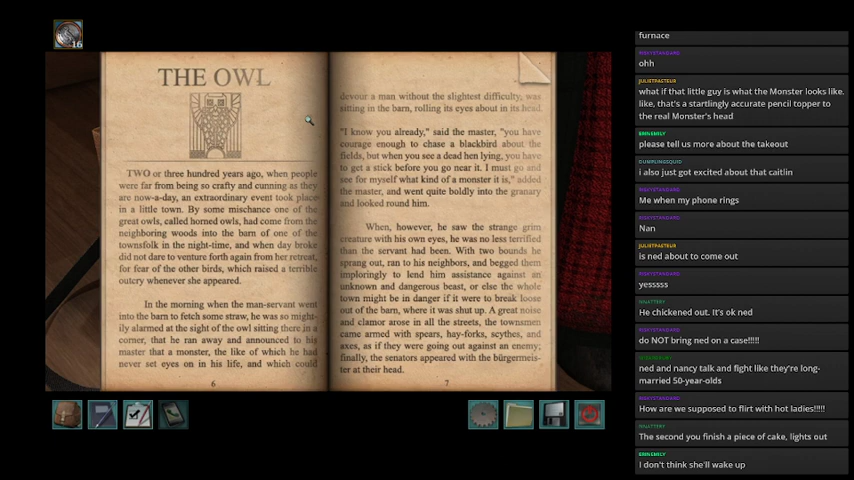 16
THE OWL
TWO or three hundred years ago, when people
were far from being so crafty and cunning as they
are now-a-day, an extraordinary event took place
in a little town. By some mischance one of the
great owls, called horned owls, had come from the
neighboring woods into the barn of one of the
townsfolk in the night-time, and when day broke
did not dare to venture forth again from her retreat,
for fear of the other birds, which raised a terrible
outcry whenever she appeared.
In the morning when the man-servant went
into the barn to fetch some straw, he was so might-
ily alarmed at the sight of the owl sitting there in a
corner, that he ran away and announced to his
master that a monster, the like of which he had
never set eyes on in his life, and which could
6
devour a man without the slightest difficulty, was
sitting in the barn, rolling its eyes about in its head.
"I know you already," said the master, "you have
courage enough to chase a blackbird about the
fields, but when you see a dead hen lying, you have
to get a stick before you go near it. I must go and
see for myself what kind of a monster it is," added
the master, and went quite boldly into the granary
and looked round him.
When, however, he saw the strange grim
creature with his own eyes, he was no less terrified
than the servant had been. With two bounds he
sprang out, ran to his neighbors, and begged them
imploringly to lend him assistance against an
unknown and dangerous beast, or else the whole
town might be in danger if it were to break loose
out of the barn, where it was shut up. A great noise
and clamor arose in all the streets, the townsmen
came armed with spears, hay-forks, scythes, and
axes, as if they were going out against an enemy;
finally, the senators appeared with the bürgermeis-
ter at their head.
7
furnace
RISKYSTANDARD
ohh
JULIETPASTEUR
what if that little guy is what the Monster looks like.
like, that's a startlingly accurate pencil topper to
the real Monster's head
EMNEMILY
please tell us more about the takeout
DUMPLINGSQUID
i also just got excited about that caitlin
RISKYSTANDARD
Me when my phone rings
RISKYSTANDARD
Nan
JULIETPASTEUR
is ned about to come out
RISKYSTANDARD
yesssss
He chickened out. It's ok ned
RISKYSTANDARD
do NOT bring ned on a case!!!!!
ned and nancy talk and fight like they're long-
married 50-year-olds
RISKYSTANDARD
How are we supposed to flirt with hot ladies!!!!!
The second you finish a piece of cake, lights out
EMNEMILY
I don't think she'll wake up